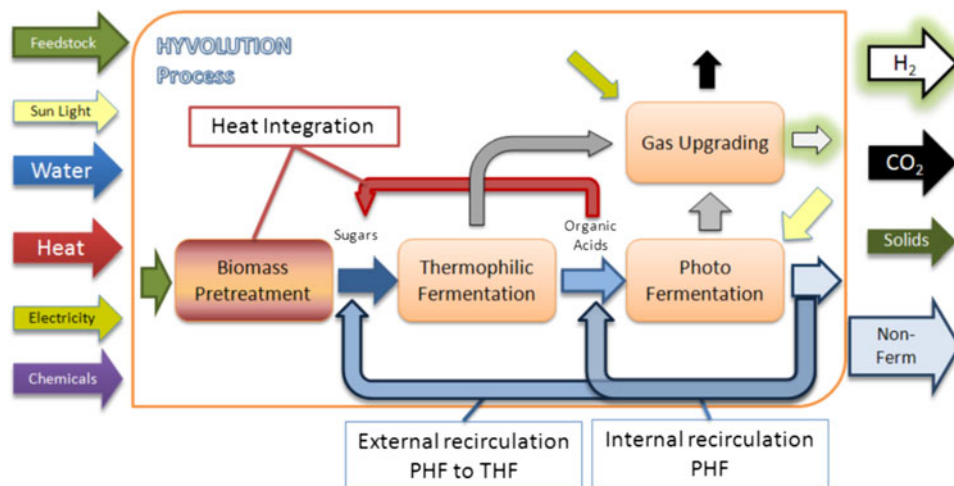 Feedstock
Sun Light
Water
Heat
Electricity
Chemicals
HYVOLUTION
Process
Heat Integration
Gas Upgrading
Sugars
Organic
Acids
Biomass
Pretreatment
Thermophilic
Fermentation
Photo
Fermentation
External recirculation
PHF to THF
Internal recirculation
PHF
H₂
CO₂
Solids
Non-
Ferm